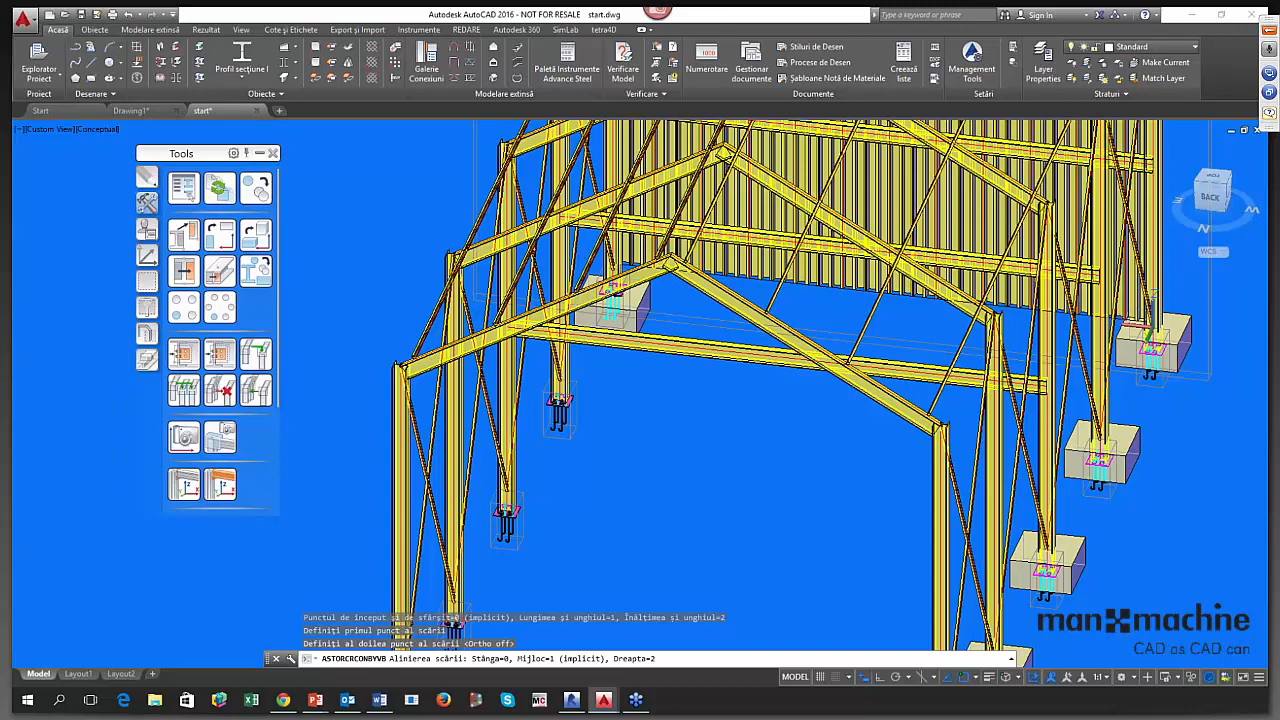 Autodesk AutoCAD 2016 - NOT FOR RESALE start.dwg
Type a keyword or phrase
Sign In
Acasă
Obiecte
Modelare extinsă
Rezultat
View
Cote și Etichete
Export și Import
Instrumente
REDARE
Autodesk 360
SimLab
tetra4D
Explorator Proiect
Profil secțiune I
Galerie Conexiuni
Paletă Instrumente Advance Steel
Verificare Model
1000
Numerotare
Gestionar documente
Stiluri de Desen
Procese de Desen
Șabloane Notă de Materiale
Creează liste
Management Tools
Layer Properties
Standard
Make Current
Match Layer
Proiect
Desenare
Obiecte
Modelare extinsă
Verificare
Documente
Setări
Straturi
Start
Drawing1*
start*
[−][Custom View][Conceptual]
Tools
BACK
N
WCS
Punctul de început și de sfârșit=0 (implicit), Lungimea și unghiul=1, Înălțimea și unghiul=2
Definiți primul punct al scării
Definiți al doilea punct al scării <Ortho off>
ASTORCRCONBYVB Alinierea scării: Stânga=0, Mijloc=1 (implicit), Dreapta=2
man machine
CAD as CAD can
Model
Layout1
Layout2
MODEL
1:1